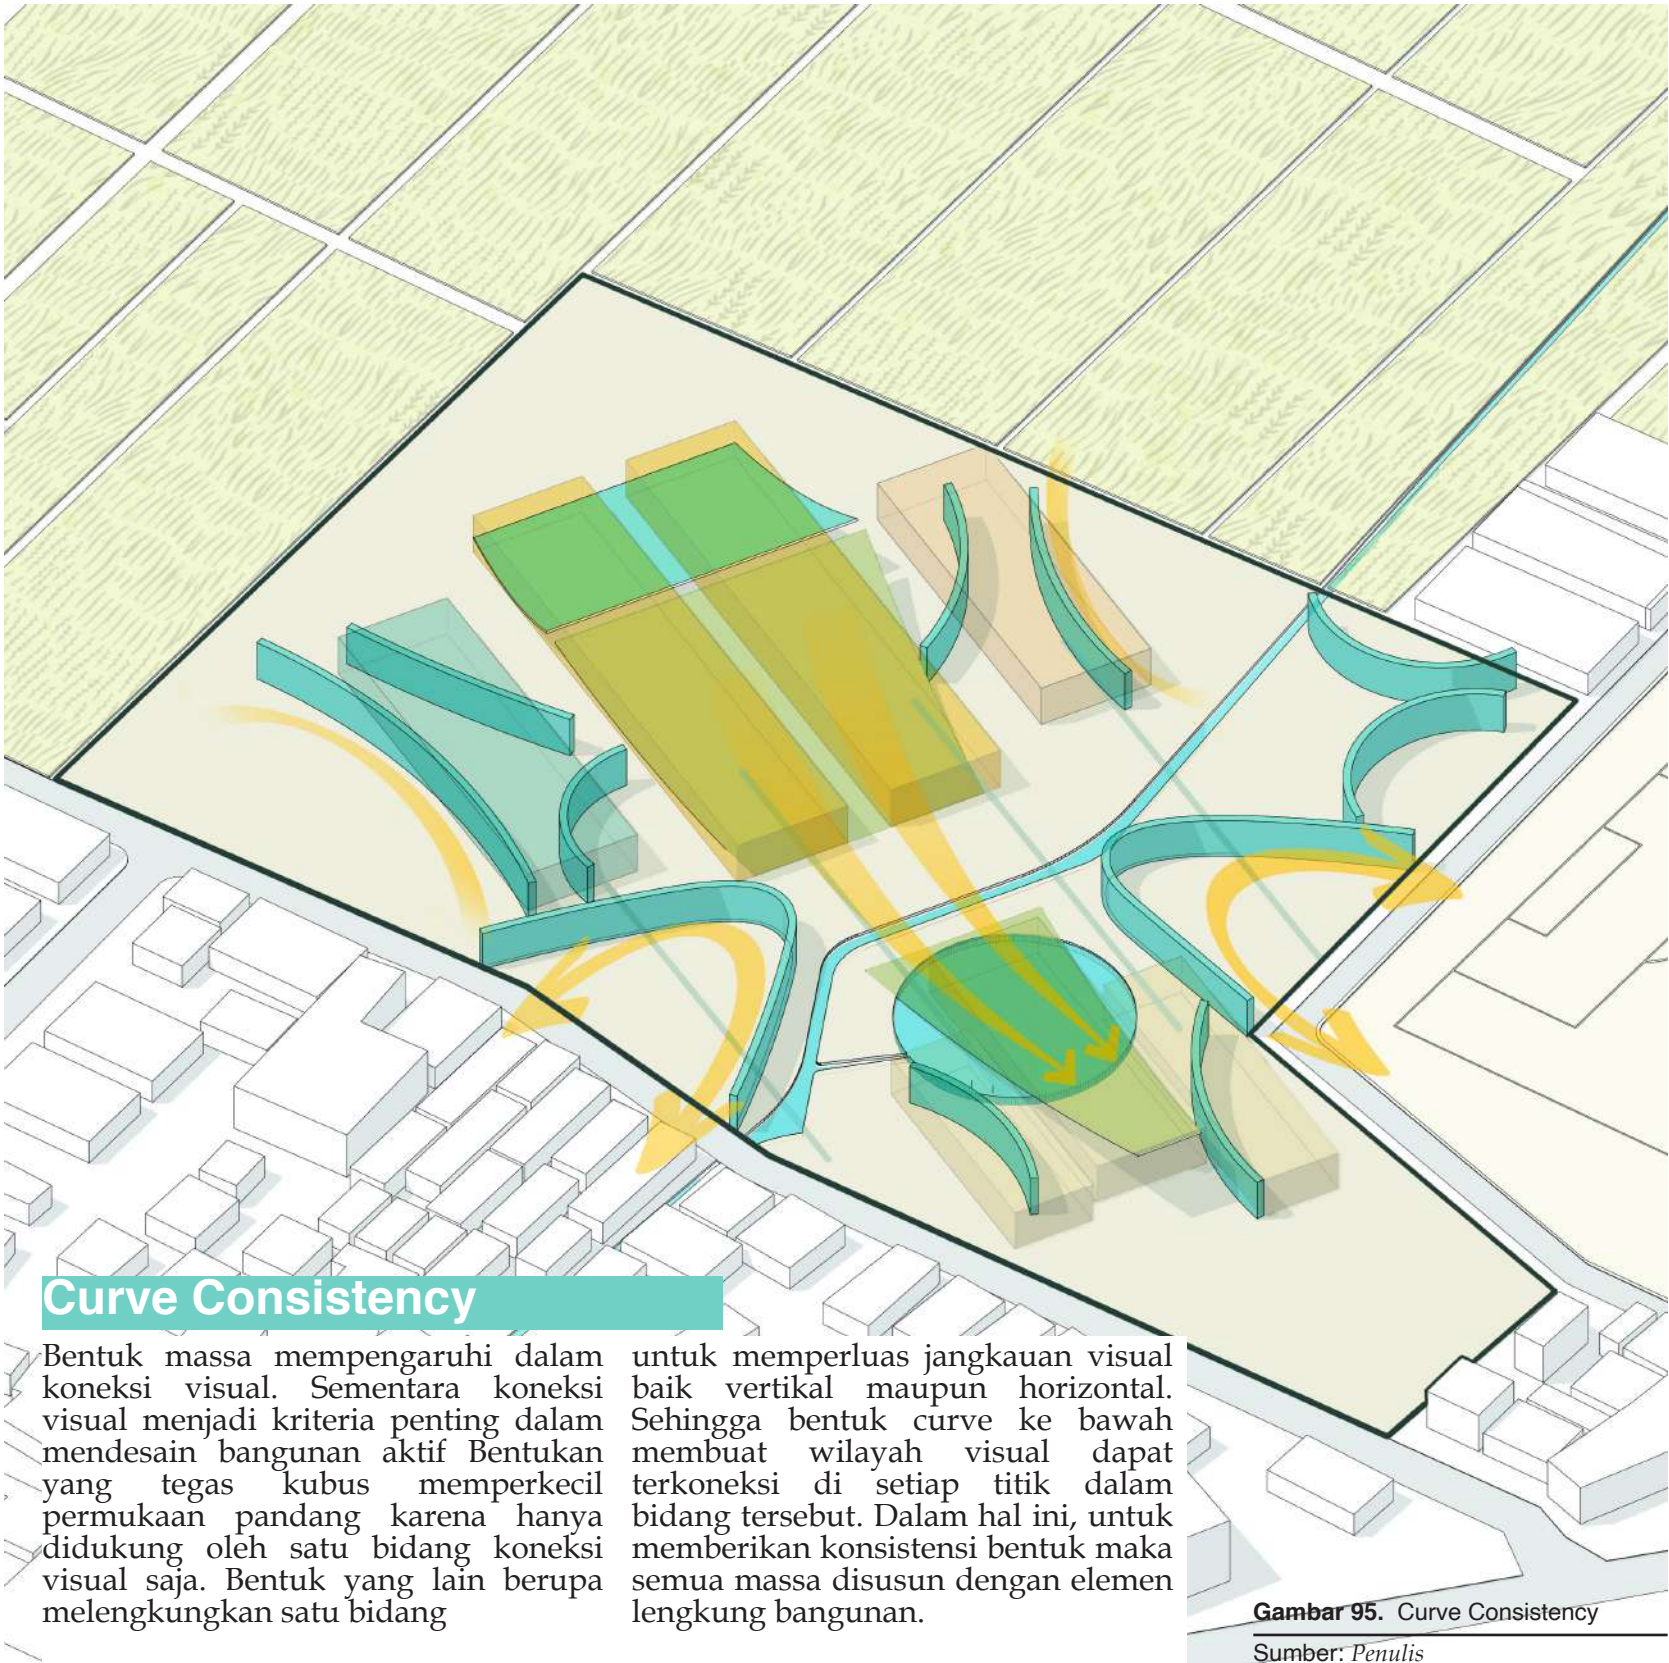 Curve Consistency
Bentuk massa mempengaruhi dalam
koneksi visual. Sementara koneksi
visual menjadi kriteria penting dalam
mendesain bangunan aktif Bentukan
yang tegas kubus memperkecil
permukaan pandang karena hanya
didukung oleh satu bidang koneksi
visual saja. Bentuk yang lain berupa
melengkungkan satu bidang
untuk memperluas jangkauan visual
baik vertikal maupun horizontal.
Sehingga bentuk curve ke bawah
membuat wilayah visual dapat
terkoneksi di setiap titik dalam
bidang tersebut. Dalam hal ini, untuk
memberikan konsistensi bentuk maka
semua massa disusun dengan elemen
lengkung bangunan.
Gambar 95. Curve Consistency
Sumber: Penulis